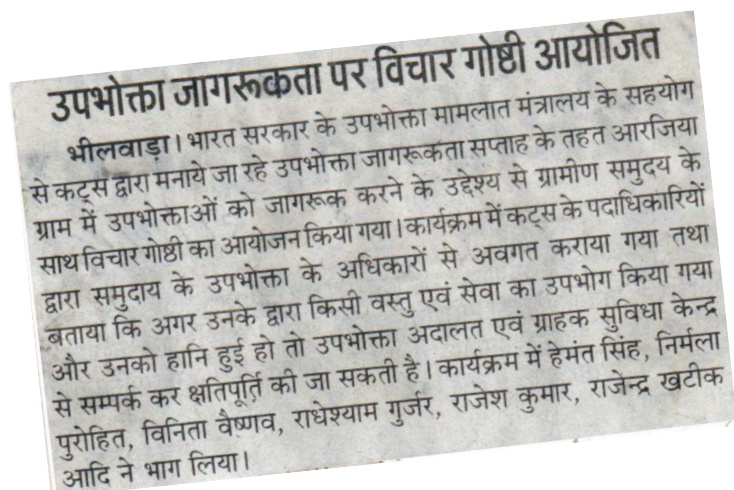 उपभोक्ता जागरूकता पर विचार गोष्ठी आयोजित
भीलवाड़ा। भारत सरकार के उपभोक्ता मामलात मंत्रालय के सहयोग
से कट्स द्वारा मनाये जा रहे उपभोक्ता जागरूकता सप्ताह के तहत आरजिया
ग्राम में उपभोक्ताओं को जागरूक करने के उद्देश्य से ग्रामीण समुदय के
साथ विचार गोष्ठी का आयोजन किया गया। कार्यक्रम में कट्स के पदाधिकारियों
द्वारा समुदाय के उपभोक्ता के अधिकारों से अवगत कराया गया तथा
बताया कि अगर उनके द्वारा किसी वस्तु एवं सेवा का उपभोग किया गया
और उनको हानि हुई हो तो उपभोक्ता अदालत एवं ग्राहक सुविधा केन्द्र
से सम्पर्क कर क्षतिपूर्ति की जा सकती है। कार्यक्रम में हेमंत सिंह, निर्मला
पुरोहित, विनिता वैष्णव, राधेश्याम गुर्जर, राजेश कुमार, राजेन्द्र खटीक
आदि ने भाग लिया।